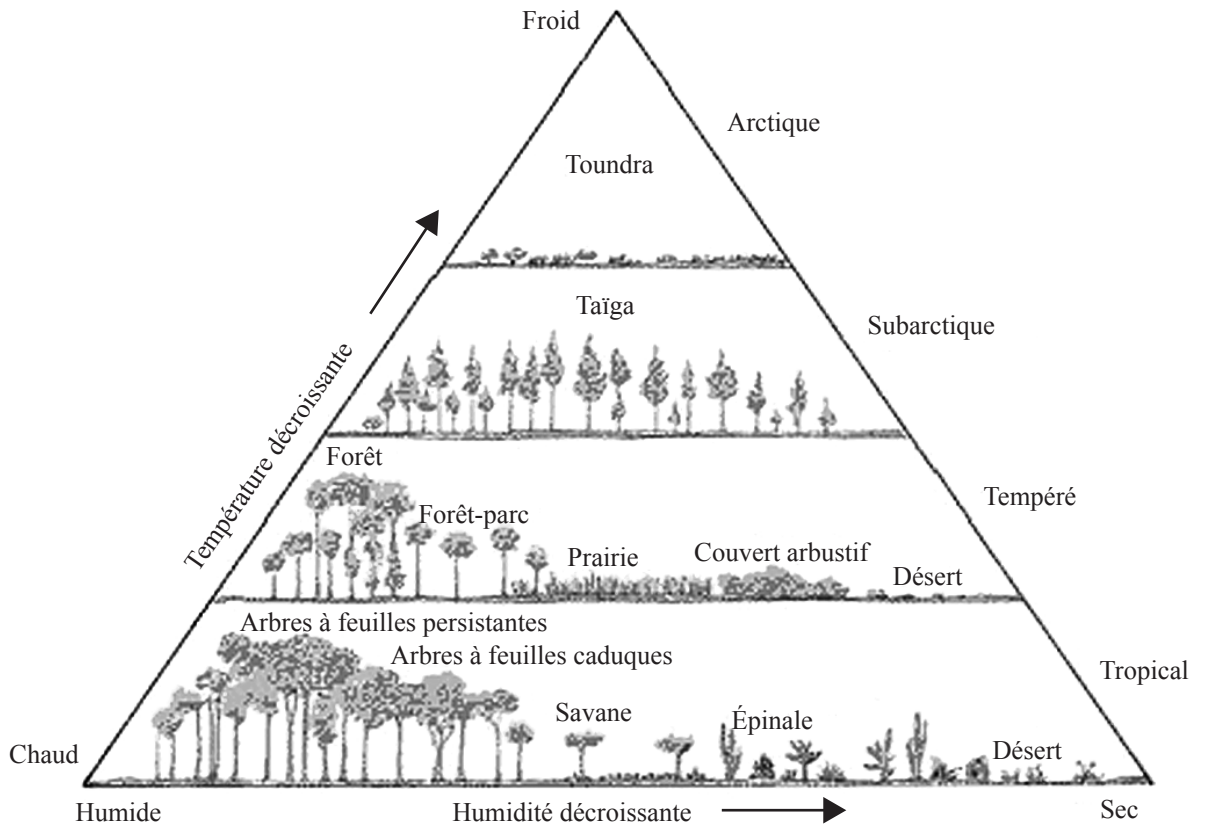 Froid
Arctique
Toundra
Température décroissante
Taïga
Subarctique
Forêt
Forêt-parc
Prairie
Couvert arbustif
Désert
Tempéré
Arbres à feuilles persistantes
Arbres à feuilles caduques
Savane
Épinale
Désert
Tropical
Chaud
Humide
Humidité décroissante
Sec